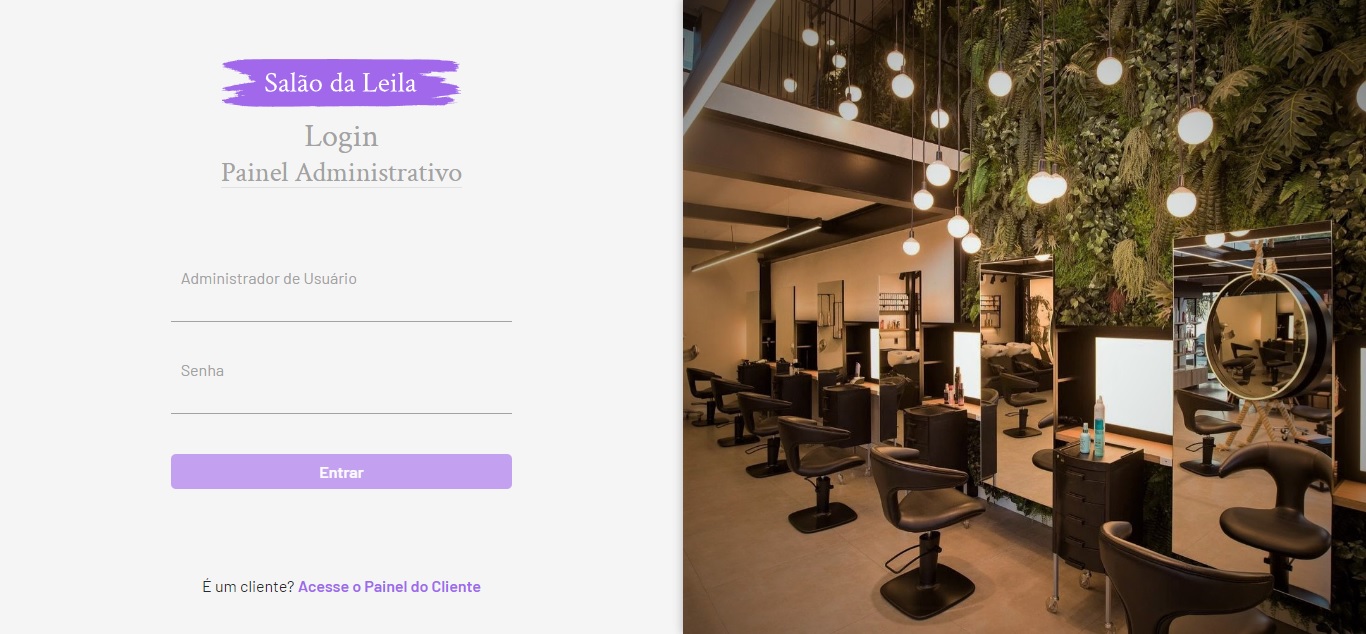 Salão da Leila
Login
Painel Administrativo
Administrador de Usuário
Senha
Entrar
É um cliente? Acesse o Painel do Cliente